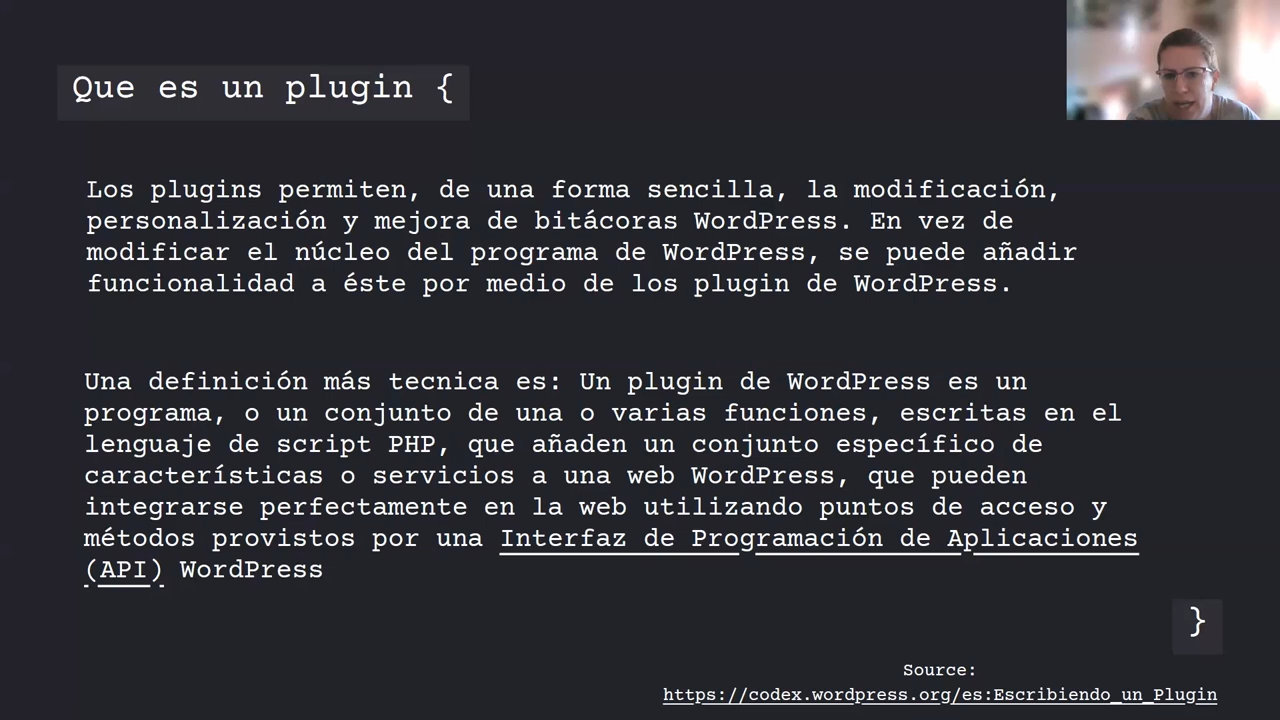 Que es un plugin {
Los plugins permiten, de una forma sencilla, la modificación,
personalización y mejora de bitácoras WordPress. En vez de
modificar el núcleo del programa de WordPress, se puede añadir
funcionalidad a éste por medio de los plugin de WordPress.
Una definición más tecnica es: Un plugin de WordPress es un
programa, o un conjunto de una o varias funciones, escritas en el
lenguaje de script PHP, que añaden un conjunto específico de
características o servicios a una web WordPress, que pueden
integrarse perfectamente en la web utilizando puntos de acceso y
métodos provistos por una Interfaz de Programación de Aplicaciones
(API) WordPress
}
Source:
https://codex.wordpress.org/es:Escribiendo_un_Plugin